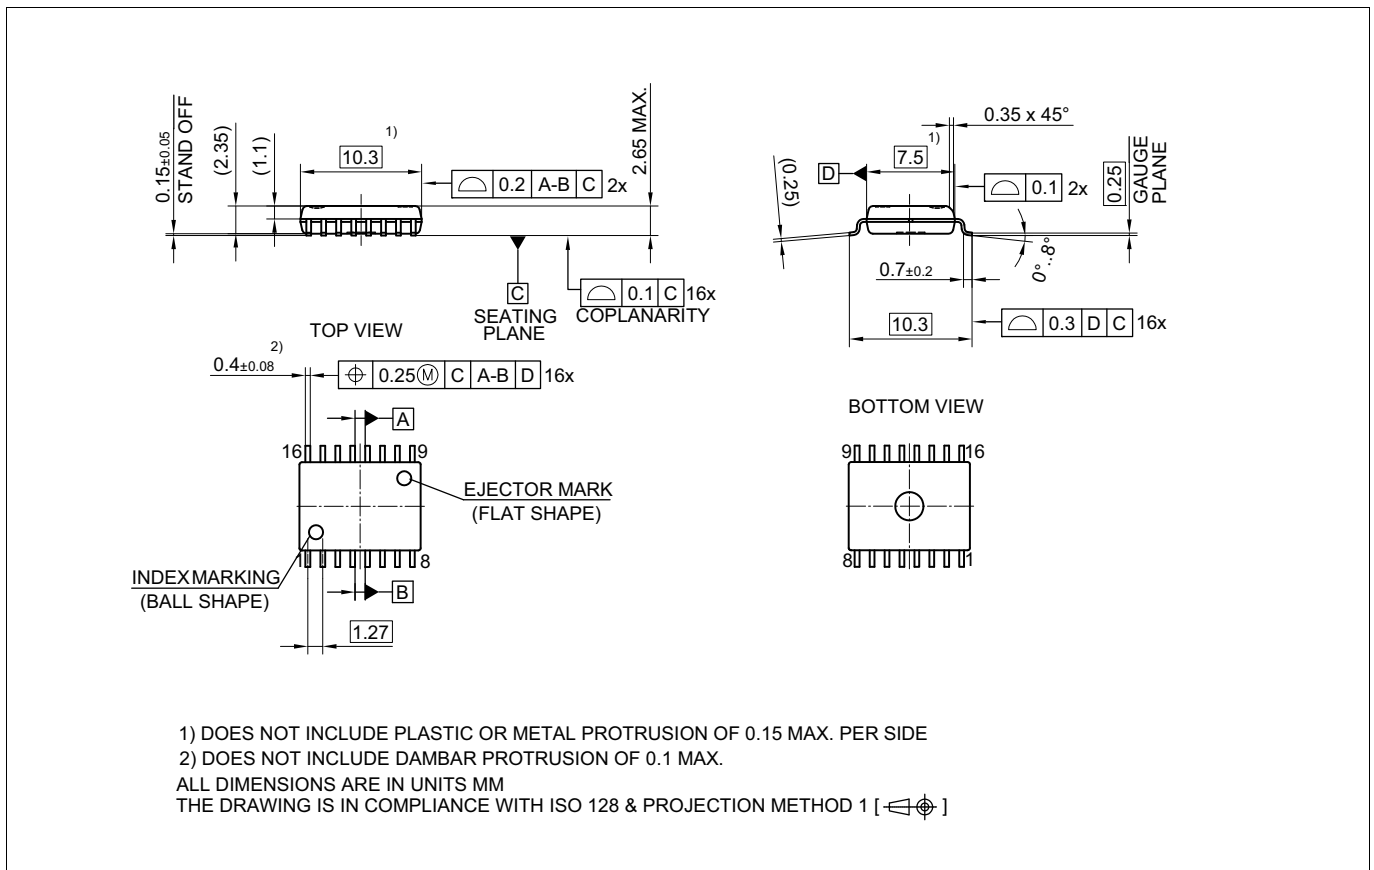 0.15±0.05
STAND OFF
(2.35)
(1.1)
1)
10.3
0.2 A-B C 2x
2.65 MAX.
C
SEATING
PLANE
0.1 C 16x
COPLANARITY
(0.25)
D
1)
7.5
0.35 x 45°
0.1 2x
0.25
GAUGE
PLANE
0°..8°
0.7±0.2
10.3
0.3 D C 16x
TOP VIEW
2)
0.4±0.08
0.25Ⓜ C A-B D 16x
A
16 9
EJECTOR MARK
(FLAT SHAPE)
1 8
INDEX MARKING
(BALL SHAPE)
B
1.27
BOTTOM VIEW
9 16
8 1
1) DOES NOT INCLUDE PLASTIC OR METAL PROTRUSION OF 0.15 MAX. PER SIDE
2) DOES NOT INCLUDE DAMBAR PROTRUSION OF 0.1 MAX.
ALL DIMENSIONS ARE IN UNITS MM
THE DRAWING IS IN COMPLIANCE WITH ISO 128 & PROJECTION METHOD 1 [ ]